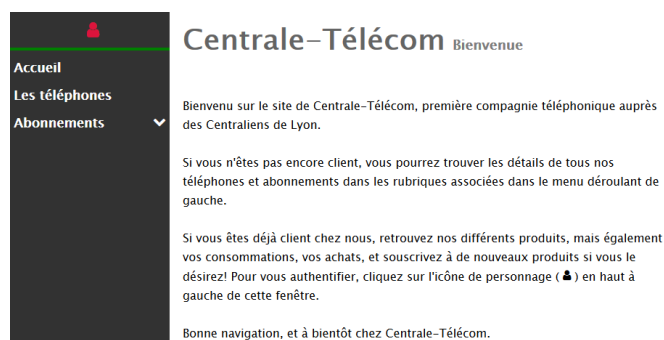 Centrale-Télécom Bienvenue
Accueil
Les téléphones
Abonnements
Bienvenu sur le site de Centrale-Télécom, première compagnie téléphonique auprès
des Centraliens de Lyon.
Si vous n'êtes pas encore client, vous pourrez trouver les détails de tous nos
téléphones et abonnements dans les rubriques associées dans le menu déroulant de
gauche.
Si vous êtes déjà client chez nous, retrouvez nos différents produits, mais également
vos consommations, vos achats, et souscrivez à de nouveaux produits si vous le
désirez! Pour vous authentifier, cliquez sur l'icône de personnage ( ) en haut à
gauche de cette fenêtre.
Bonne navigation, et à bientôt chez Centrale-Télécom.